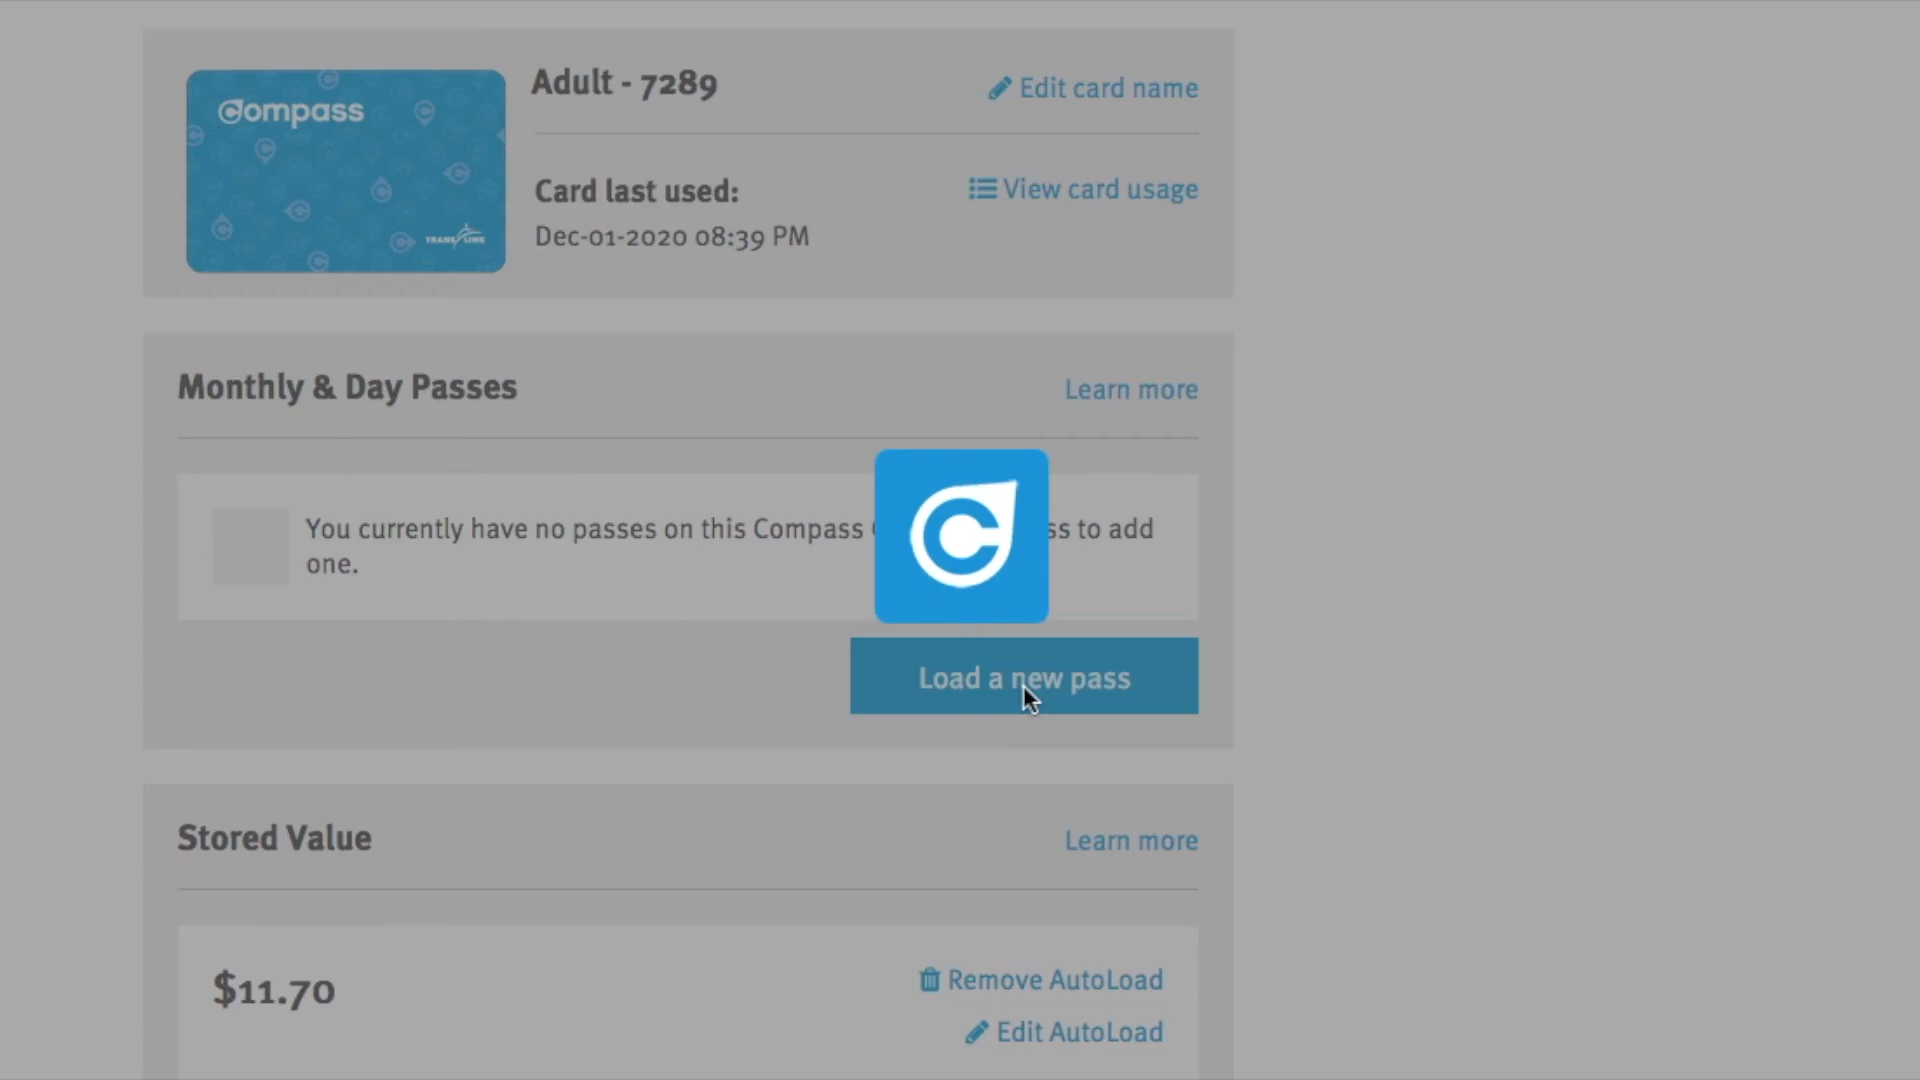 Compass
TRANS LINK
Adult - 7289
Edit card name
Card last used:
View card usage
Dec-01-2020 08:39 PM
Monthly & Day Passes
Learn more
You currently have no passes on this Compass to add
one.
Load a new pass
Stored Value
Learn more
$11.70
Remove AutoLoad
Edit AutoLoad